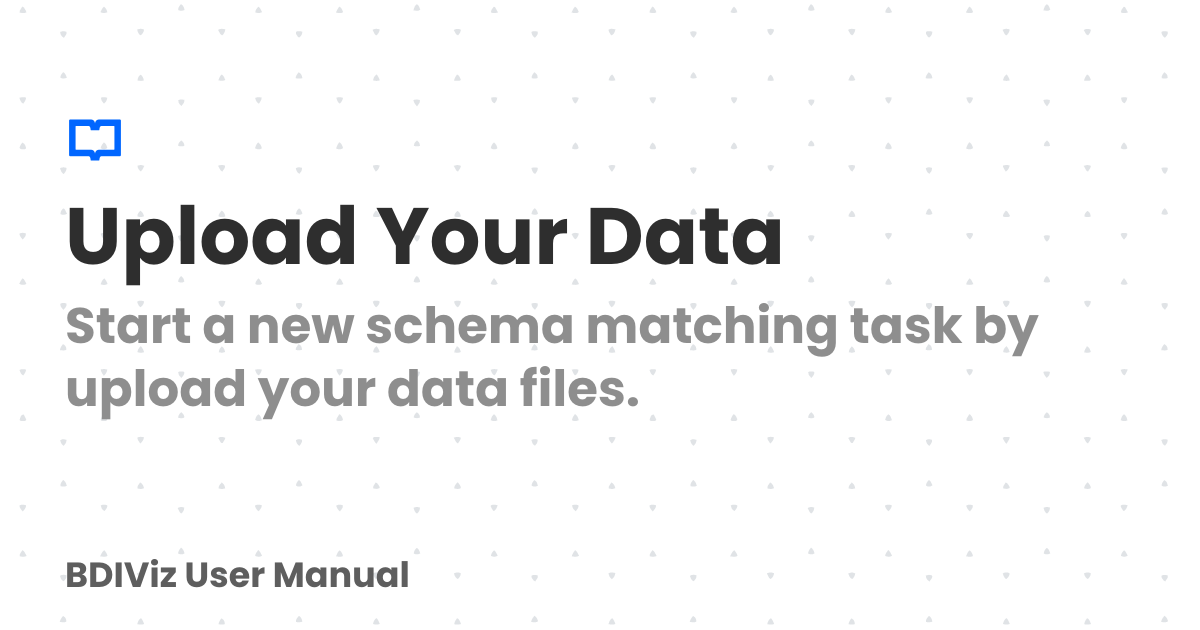 Upload Your Data
Start a new schema matching task by
upload your data files.
BDIViz User Manual